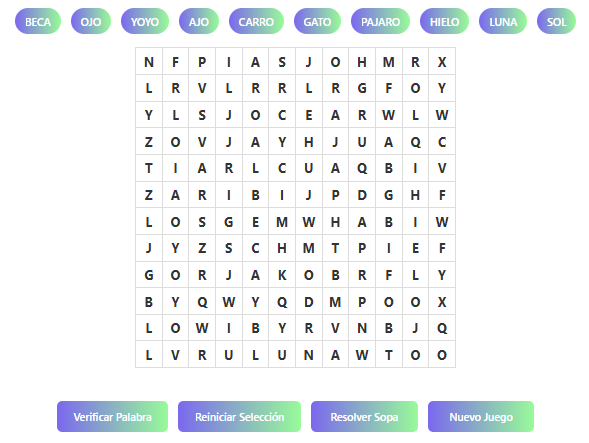 BECA OJO YOYO AJO CARRO GATO PAJARO HIELO LUNA SOL
N F P I A S J O H M R X
L R V L R R L R G F O Y
Y L S J O C E A R W L W
Z O V J A Y H J U A Q C
T I A R L C U A Q B I V
Z A R I B I J P D G H F
L O S G E M W H A B I W
J Y Z S C H M T P I E F
G O R J A K O B R F L Y
B Y Q W Y Q D M P O O X
L O W I B Y R V N B J Q
L V R U L U N A W T O O
Verificar Palabra Reiniciar Selección Resolver Sopa Nuevo Juego